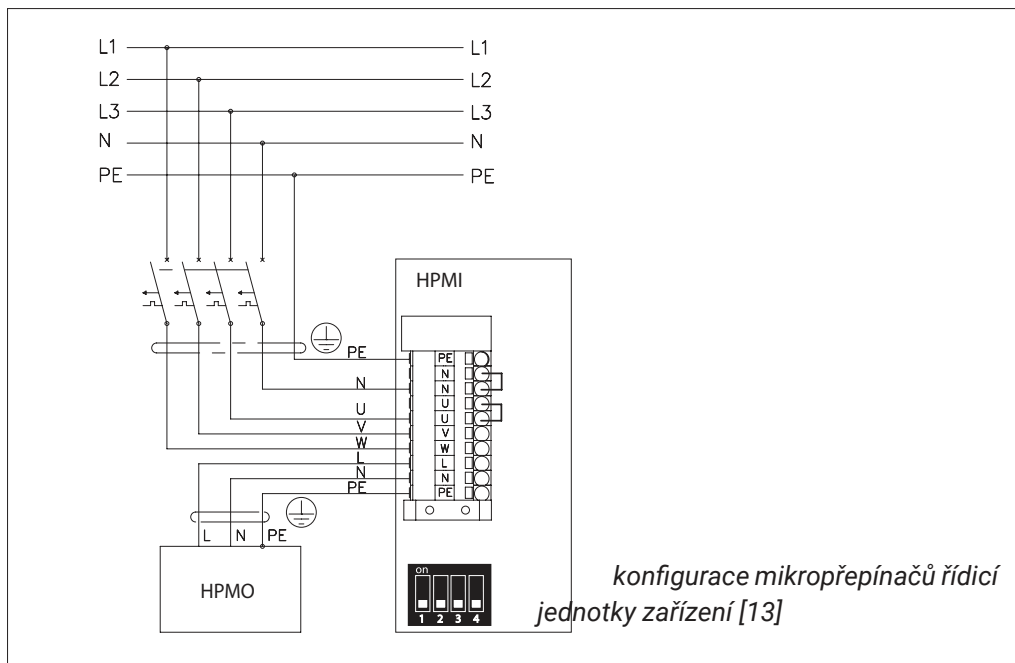 L1 L1
L2 L2
L3 L3
N N
PE PE
HPMI
PE PE
N
N N
U
U U
V V
W W
L L
N N
PE PE
L N PE
HPMO
on
1 2 3 4
konfigurace mikropřepínačů řídicí
jednotky zařízení [13]